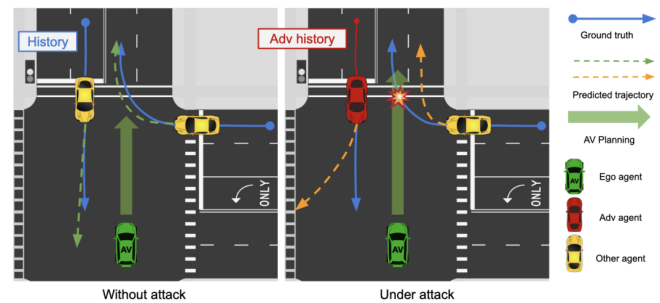 History
AV
ONLY
Without attack
Adv history
AV
ONLY
Under attack
Ground truth
Predicted trajectory
AV Planning
AV
Ego agent
Adv agent
Other agent